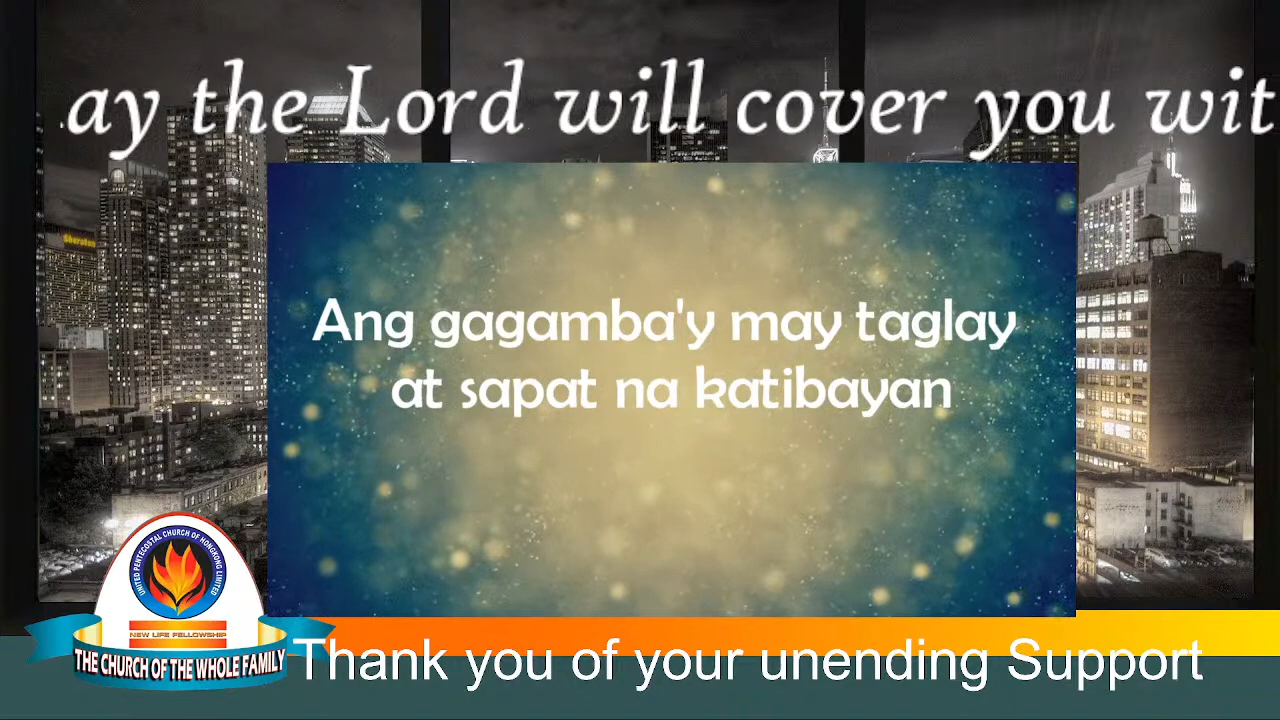 ay the Lord will cover you wit
Ang gagamba'y may taglay
at sapat na katibayan
Sheraton
UNITED PENTECOSTAL CHURCH OF HONGKONG LIMITED
NEW LIFE FELLOWSHIP
THE CHURCH OF THE WHOLE FAMILY
Thank you of your unending Support